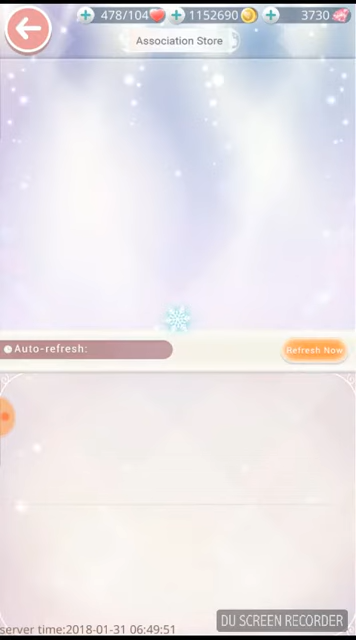 478/104 1152690 3730
Association Store
Auto-refresh:
Refresh Now
DU SCREEN RECORDER
server time:2018-01-31 06:49:51